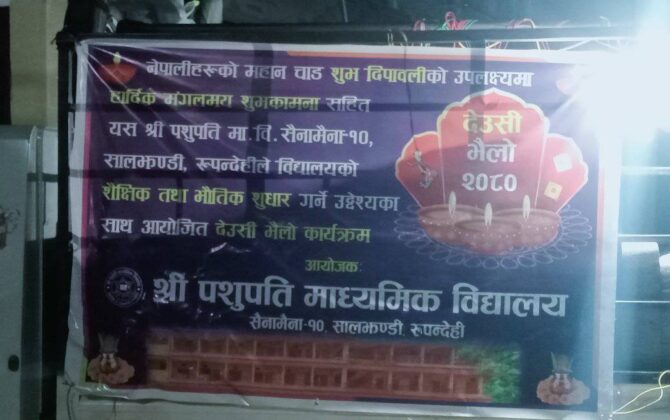 नेपालीहरूको महान चाड शुभ दिपावलीको उपलक्ष्यमा
हार्दिक मंगलमय शुभकामना सहित
यस श्री पशुपति मा.वि. सैनामैना-१०,
सालझण्डी, रूपन्देहीले विद्यालयको
शैक्षिक तथा भौतिक सुधार गर्ने उद्देश्यका
साथ आयोजित देउसी भैलो कार्यक्रम
देउसी
भैलो
२०८०
आयोजक:
श्री पशुपति माध्यमिक विद्यालय
सैनामैना-१०, सालझण्डी, रूपन्देही